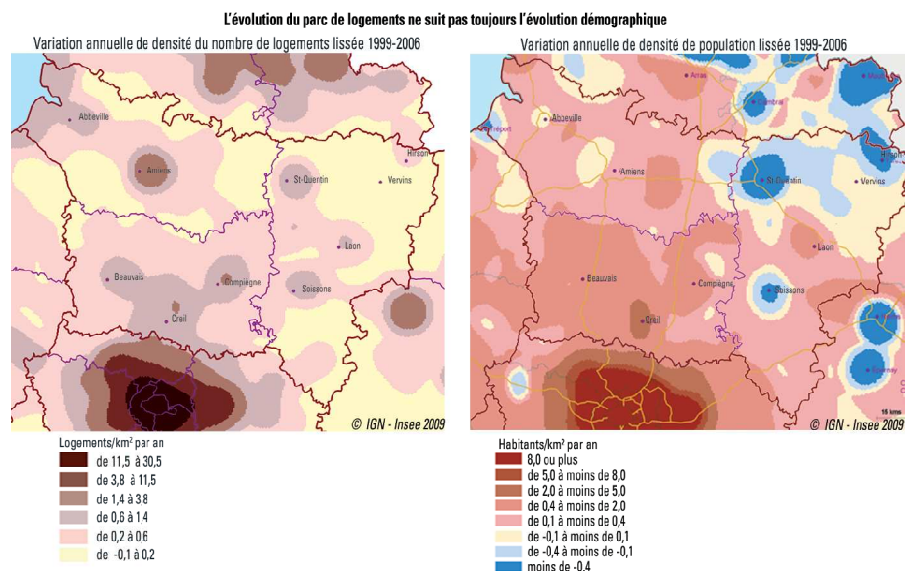 L'évolution du parc de logements ne suit pas toujours l'évolution démographique
Variation annuelle de densité du nombre de logements lissée 1999-2006
Abbeville
Amiens
St-Quentin
Hirson
Vervins
Laon
Beauvais
Compiègne
Soissons
Creil
© IGN - Insee 2009
Logements/km² par an
de 11,5 à 30,5
de 3,8 à 11,5
de 1,4 à 3,8
de 0,6 à 1,4
de 0,2 à 0,6
de -0,1 à 0,2
Variation annuelle de densité de population lissée 1999-2006
Arras
Cambrai
Abbeville
Hirson
Amiens
St-Quentin
Vervins
Laon
Beauvais
Compiègne
Soissons
Creil
Epernay
15 kms
© IGN - Insee 2009
Habitants/km² par an
8,0 ou plus
de 5,0 à moins de 8,0
de 2,0 à moins de 5,0
de 0,4 à moins de 2,0
de 0,1 à moins de 0,4
de -0,1 à moins de 0,1
de -0,4 à moins de -0,1
moins de -0,4